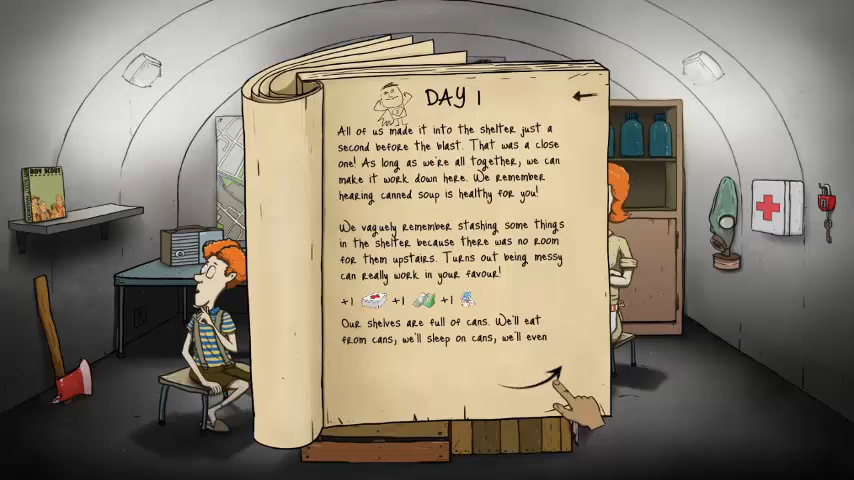 BOY SCOUT
DAY 1
All of us made it into the shelter just a
second before the blast. That was a close
one! As long as we're all together, we can
make it work down here. We remember
hearing canned soup is healthy for you!
We vaguely remember stashing some things
in the shelter because there was no room
for them upstairs. Turns out being messy
can really work in your favour!
+1 +1 +1
Our shelves are full of cans. We'll eat
from cans, we'll sleep on cans, we'll even